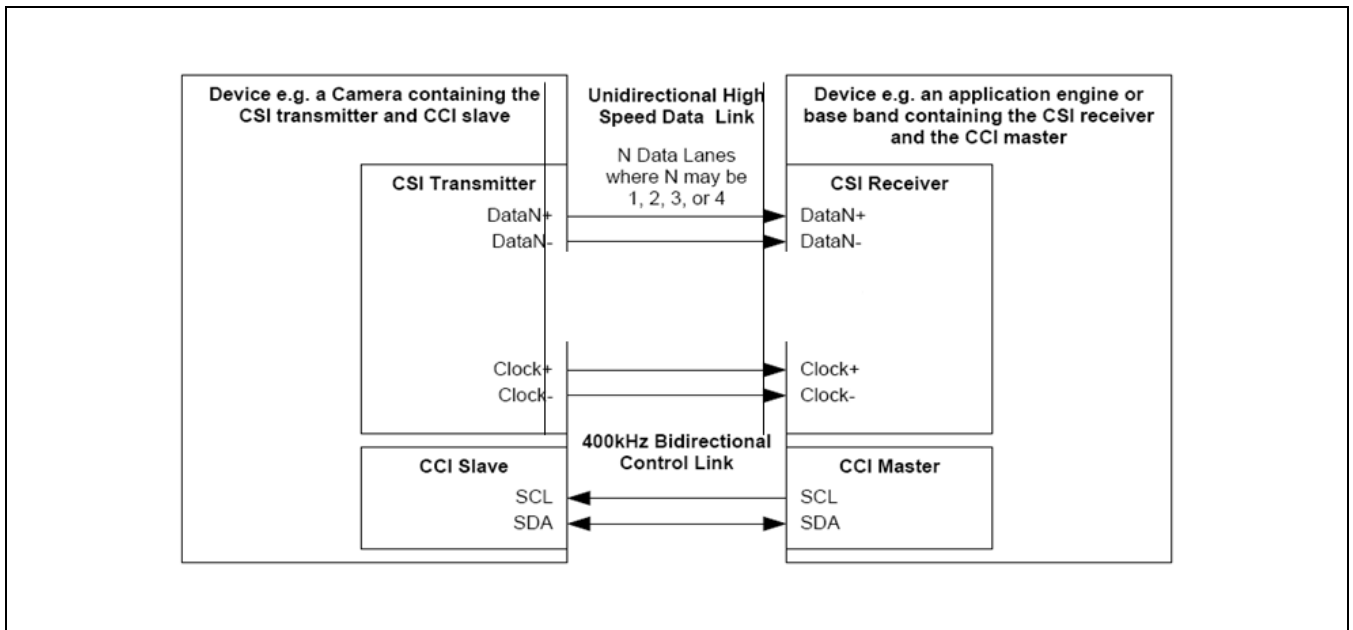 Device e.g. a Camera containing the
CSI transmitter and CCI slave
Unidirectional High
Speed Data Link
N Data Lanes
where N may be
1, 2, 3, or 4
Device e.g. an application engine or
base band containing the CSI receiver
and the CCI master
CSI Transmitter
DataN+
DataN-
CSI Receiver
DataN+
DataN-
Clock+
Clock-
Clock+
Clock-
400kHz Bidirectional
Control Link
CCI Slave
SCL
SDA
CCI Master
SCL
SDA